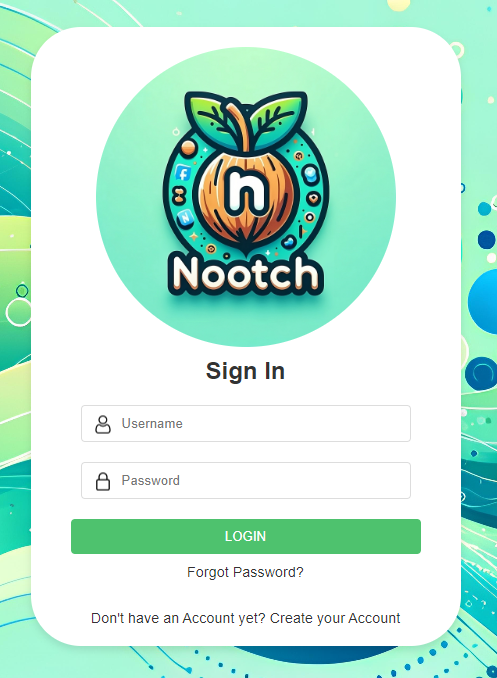 n
Nootch
Sign In
Username
Password
LOGIN
Forgot Password?
Don't have an Account yet? Create your Account